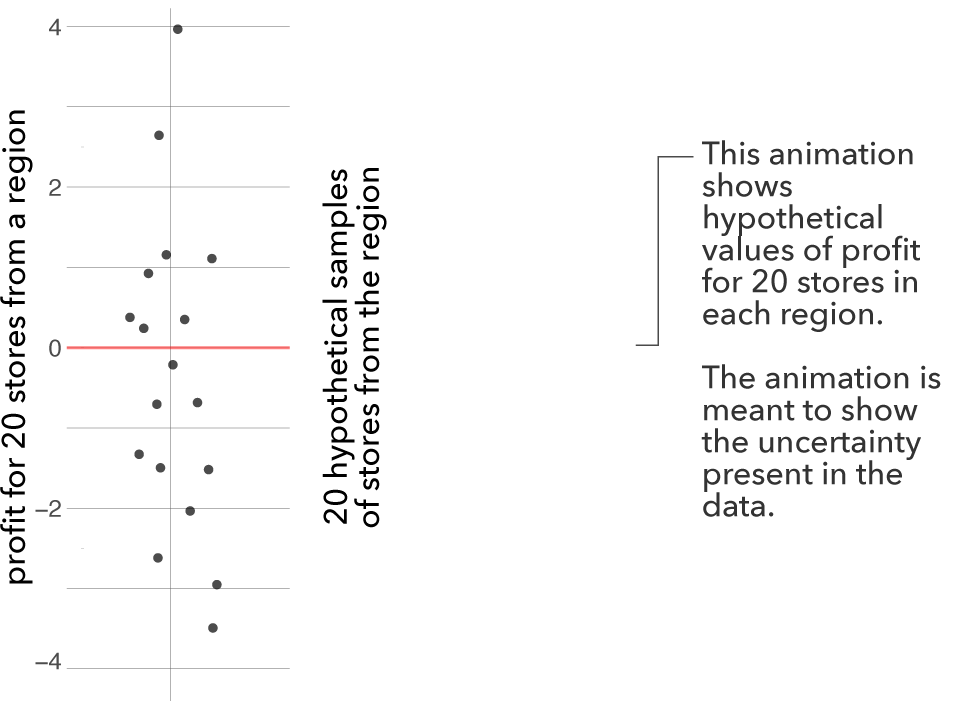 profit for 20 stores from a region
4
2
0
−2
−4
20 hypothetical samples
of stores from the region
This animation
shows
hypothetical
values of profit
for 20 stores in
each region.
The animation is
meant to show
the uncertainty
present in the
data.